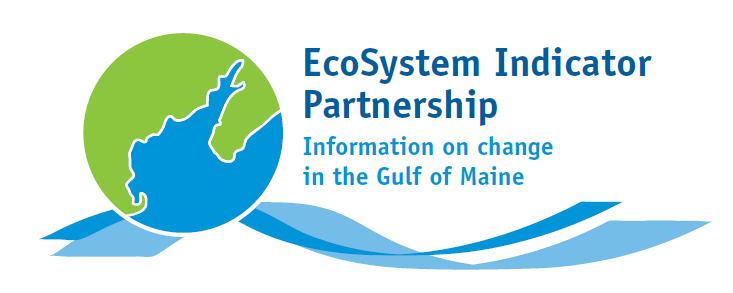 EcoSystem Indicator
Partnership
Information on change
in the Gulf of Maine